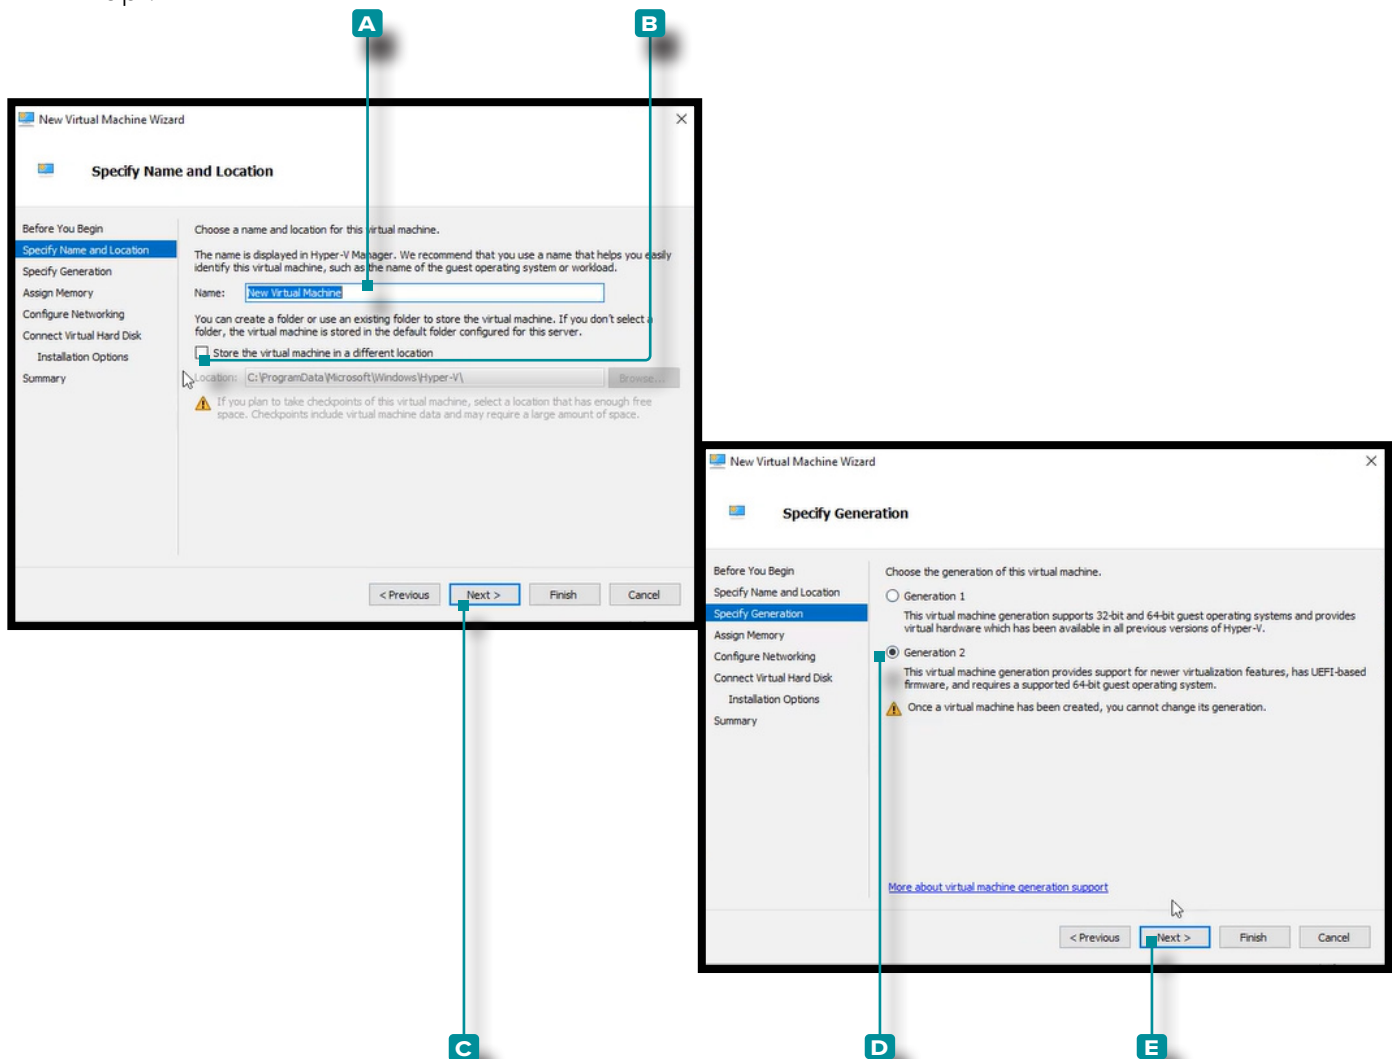 A
B
New Virtual Machine Wizard
Specify Name and Location
Before You Begin
Specify Name and Location
Specify Generation
Assign Memory
Configure Networking
Connect Virtual Hard Disk
Installation Options
Summary
Choose a name and location for this virtual machine.
The name is displayed in Hyper-V Manager. We recommend that you use a name that helps you easily
identify this virtual machine, such as the name of the guest operating system or workload.
Name: New Virtual Machine
You can create a folder or use an existing folder to store the virtual machine. If you don't select a
folder, the virtual machine is stored in the default folder configured for this server.
Store the virtual machine in a different location
Location: C:\ProgramData\Microsoft\Windows\Hyper-V\ Browse...
If you plan to take checkpoints of this virtual machine, select a location that has enough free
space. Checkpoints include virtual machine data and may require a large amount of space.
< Previous Next > Finish Cancel
New Virtual Machine Wizard
Specify Generation
Before You Begin
Specify Name and Location
Specify Generation
Assign Memory
Configure Networking
Connect Virtual Hard Disk
Installation Options
Summary
Choose the generation of this virtual machine.
Generation 1
This virtual machine generation supports 32-bit and 64-bit guest operating systems and provides
virtual hardware which has been available in all previous versions of Hyper-V.
Generation 2
This virtual machine generation provides support for newer virtualization features, has UEFI-based
firmware, and requires a supported 64-bit guest operating system.
Once a virtual machine has been created, you cannot change its generation.
More about virtual machine generation support
< Previous Next > Finish Cancel
C
D
E